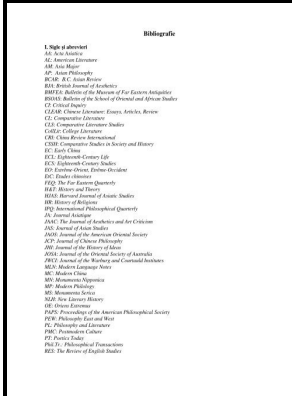 Bibliografie
I. Sigle şi abrevieri
AA: Acta Asiatica
AL: American Literature
AM: Asia Major
AP: Asian Philosophy
BCAR: B.C. Asian Review
BJA: British Journal of Aesthetics
BMFEA: Bulletin of the Museum of Far Eastern Antiquities
BSOAS: Bulletin of the School of Oriental and African Studies
CI: Critical Inquiry
CLEAR: Chinese Literature: Essays, Articles, Review
CL: Comparative Literature
CLS: Comparative Literature Studies
ColLit: College Literature
CRI: China Review International
CSSH: Comparative Studies in Society and History
EC: Early China
ECL: Eighteenth-Century Life
ECS: Eighteenth-Century Studies
EO: Extrême-Orient, Extrême-Occident
EtC: Etudes chinoises
FEQ: The Far Eastern Quarterly
H&T: History and Theory
HJAS: Harvard Journal of Asiatic Studies
HR: History of Religions
IPQ: International Philosophical Quarterly
JA: Journal Asiatique
JAAC: The Journal of Aesthetics and Art Criticism
JAS: Journal of Asian Studies
JAOS: Journal of the American Oriental Society
JCP: Journal of Chinese Philosophy
JHI: Journal of the History of Ideas
JOSA: Journal of the Oriental Society of Australia
JWCI: Journal of the Warburg and Courtauld Institutes
MLN: Modern Language Notes
MC: Modern China
MN: Monumenta Nipponica
MP: Modern Philology
MS: Monumenta Serica
NLH: New Literary History
OE: Oriens Extremus
PAPS: Proceedings of the American Philosophical Society
PEW: Philosophy East and West
PL: Philosophy and Literature
PMC: Postmodern Culture
PT: Poetics Today
Phil.Tr.: Philosophical Transactions
RES: The Review of English Studies